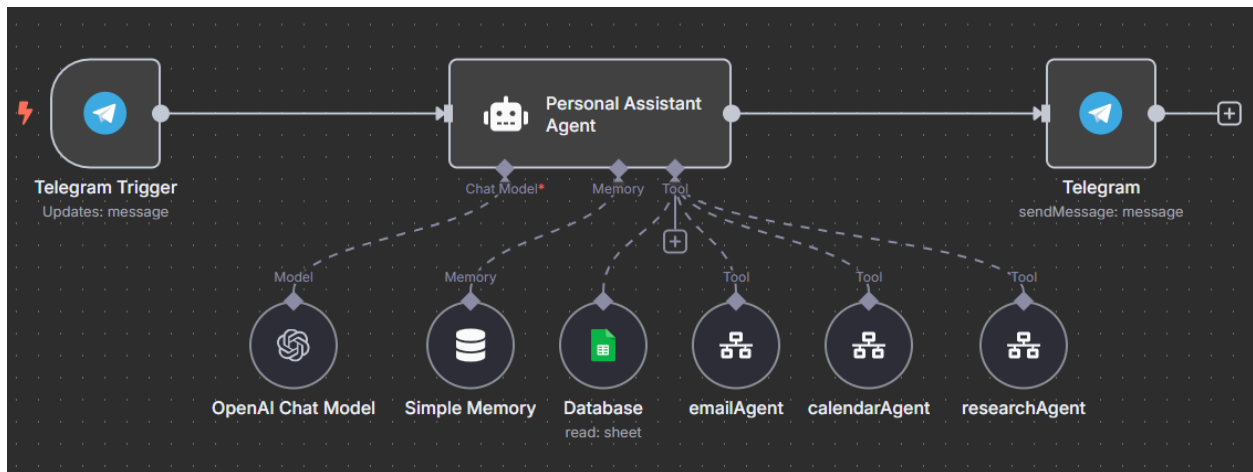 Personal Assistant
Agent
Telegram Trigger
Updates: message
Chat Model*
Memory
Tool
Telegram
sendMessage: message
Model
Memory
Tool
Tool
Tool
OpenAI Chat Model
Simple Memory
Database
read: sheet
emailAgent
calendarAgent
researchAgent